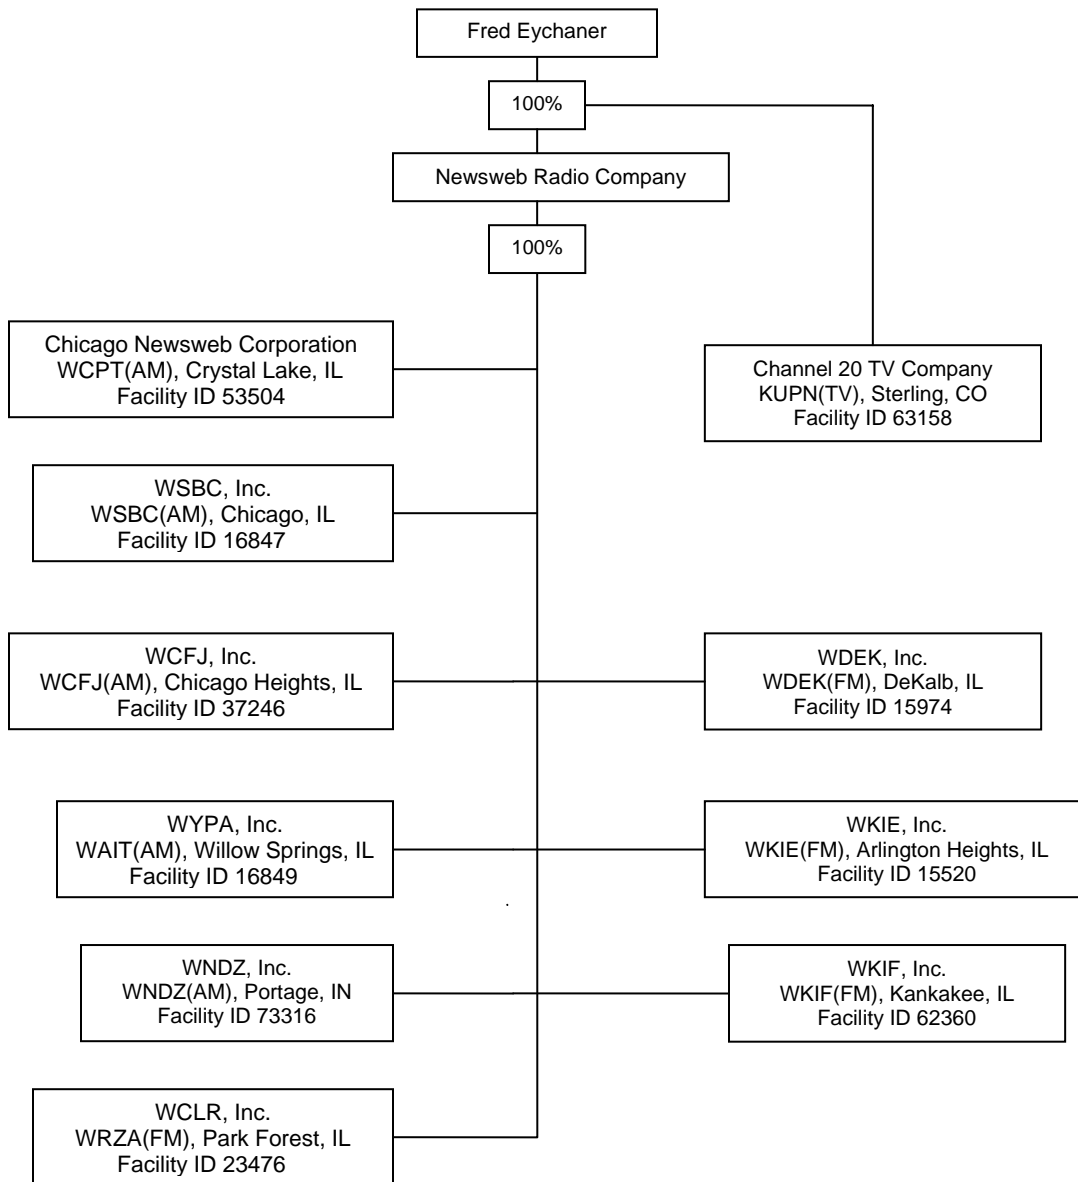 Fred Eychaner
100%
Newsweb Radio Company
100%
Chicago Newsweb Corporation
WCPT(AM), Crystal Lake, IL
Facility ID 53504
Channel 20 TV Company
KUPN(TV), Sterling, CO
Facility ID 63158
WSBC, Inc.
WSBC(AM), Chicago, IL
Facility ID 16847
WCFJ, Inc.
WCFJ(AM), Chicago Heights, IL
Facility ID 37246
WDEK, Inc.
WDEK(FM), DeKalb, IL
Facility ID 15974
WYPA, Inc.
WAIT(AM), Willow Springs, IL
Facility ID 16849
WKIE, Inc.
WKIE(FM), Arlington Heights, IL
Facility ID 15520
WNDZ, Inc.
WNDZ(AM), Portage, IN
Facility ID 73316
WKIF, Inc.
WKIF(FM), Kankakee, IL
Facility ID 62360
WCLR, Inc.
WRZA(FM), Park Forest, IL
Facility ID 23476